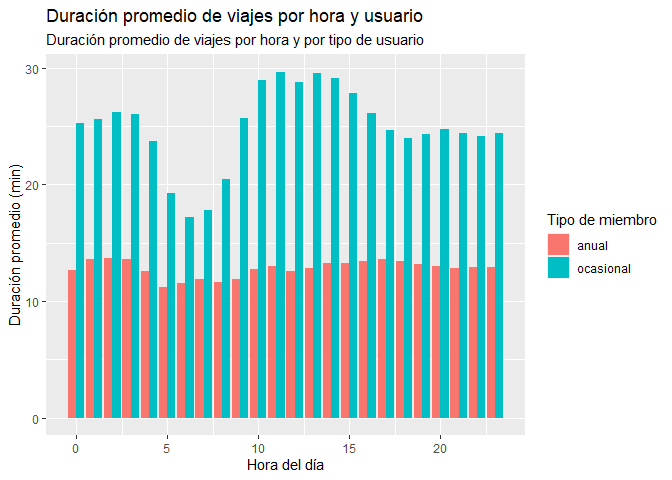 Duración promedio de viajes por hora y usuario
Duración promedio de viajes por hora y por tipo de usuario
Duración promedio (min)
30
20
10
0
0
5
10
15
20
Hora del día
Tipo de miembro
anual
ocasional